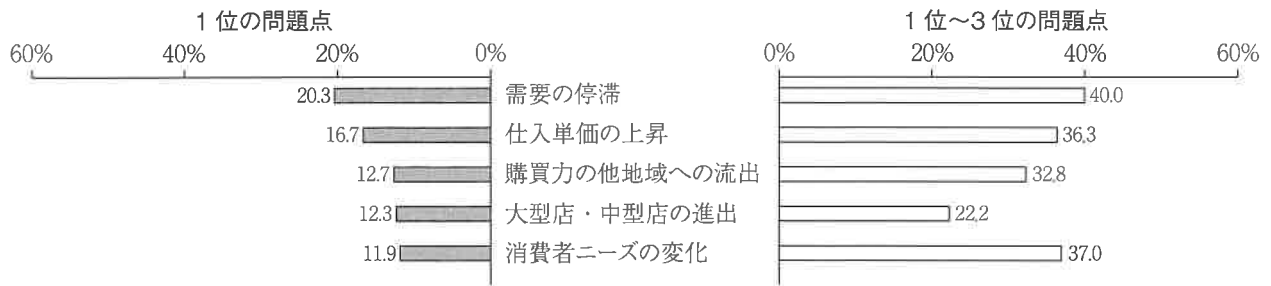 1位の問題点
1位～3位の問題点
60% 40% 20% 0%
0% 20% 40% 60%
20.3 需要の停滞 40.0
16.7 仕入単価の上昇 36.3
12.7 購買力の他地域への流出 32.8
12.3 大型店・中型店の進出 22.2
11.9 消費者ニーズの変化 37.0